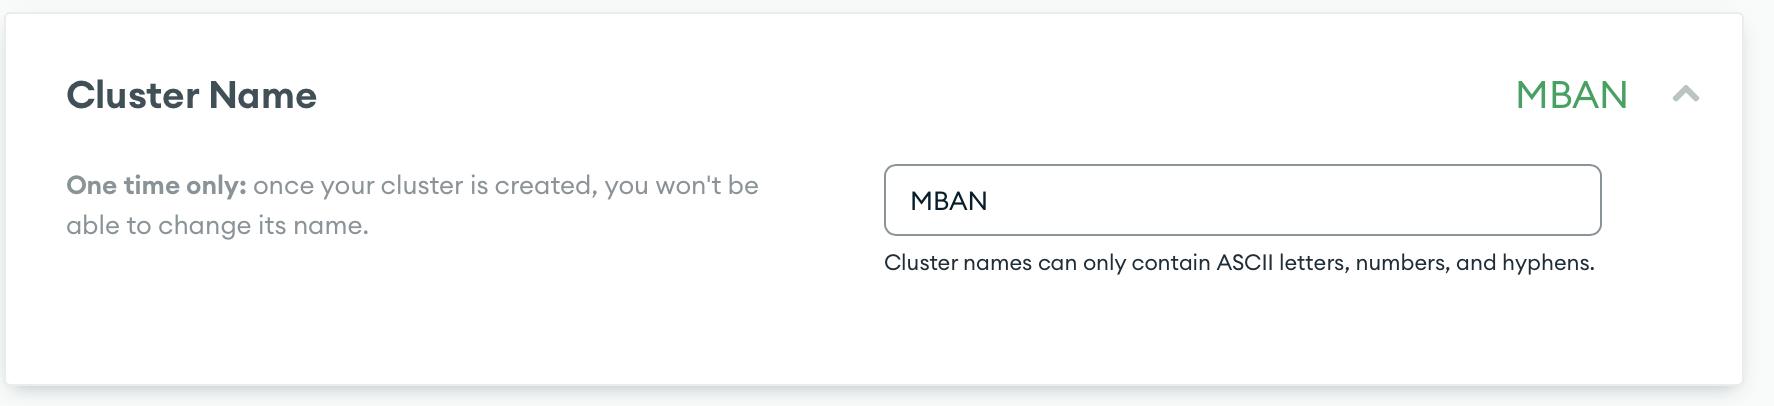 Cluster Name
MBAN
One time only: once your cluster is created, you won't be
able to change its name.
MBAN
Cluster names can only contain ASCII letters, numbers, and hyphens.